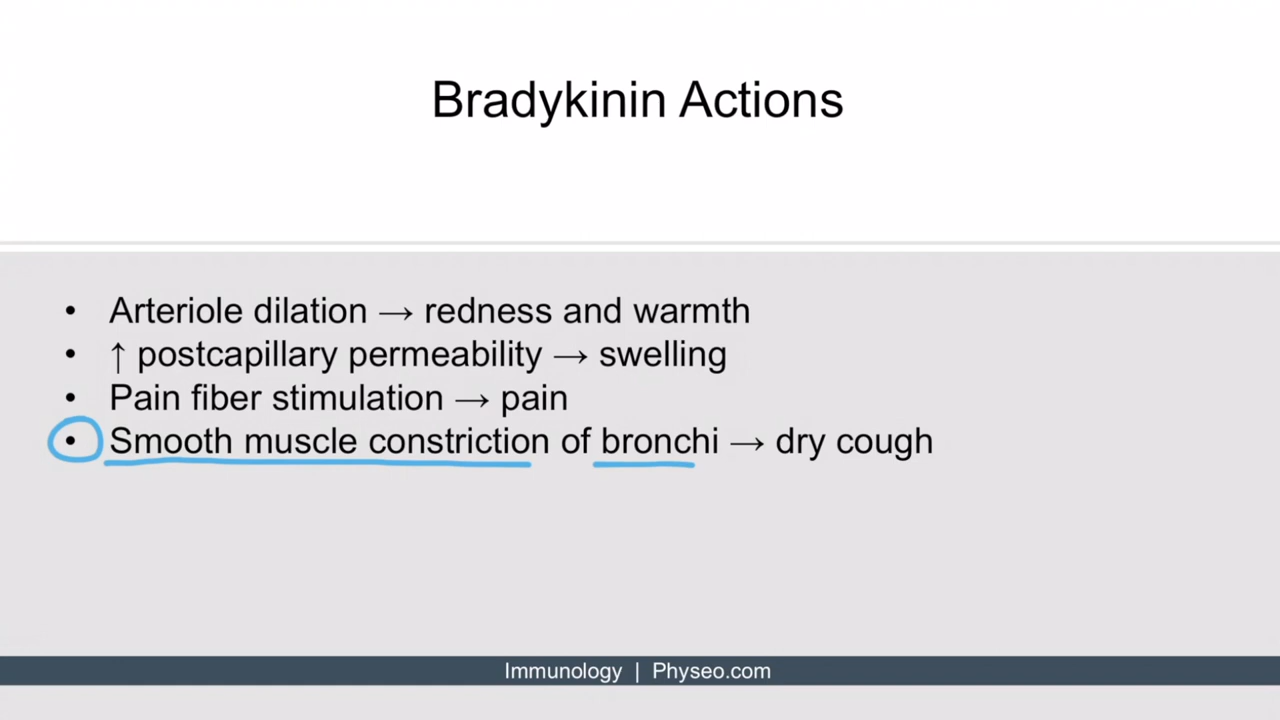 Bradykinin Actions
• Arteriole dilation → redness and warmth
• ↑ postcapillary permeability → swelling
• Pain fiber stimulation → pain
• Smooth muscle constriction of bronchi → dry cough
Immunology | Physeo.com